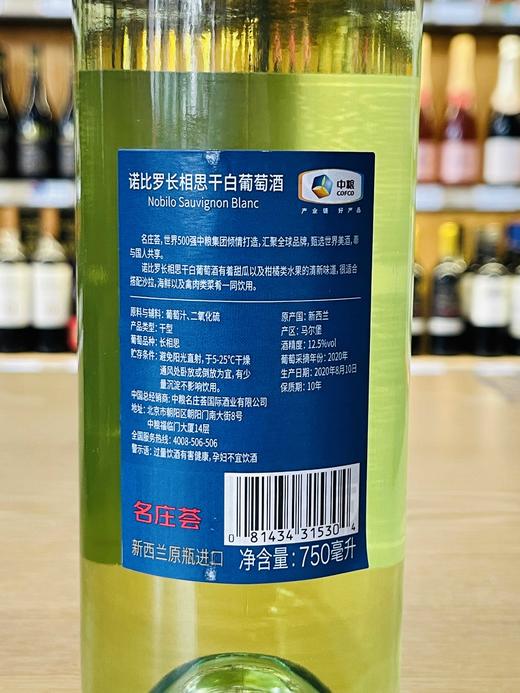 诺比罗长相思干白葡萄酒
Nobilo Sauvignon Blanc
中粮
COFCO
产业链 好产品
名庄荟, 世界500强中粮集团倾情打造, 汇聚全球名牌, 甄选世界美酒, 奉
与国人共享。
诺比罗长相思干白葡萄酒有着甜瓜以及柑橘类水果的清新味道, 很适合
搭配沙拉, 海鲜以及禽肉类菜肴一同饮用。
原料与辅料: 葡萄汁、二氧化硫
产品类型: 干型
葡萄品种: 长相思
贮存条件: 避免阳光直射, 于5-25℃干燥
通风处卧放或倒放为宜, 有少
量沉淀不影响饮用。
原产国: 新西兰
产区: 马尔堡
酒精度: 12.5%vol
葡萄采摘年份: 2020年
生产日期: 2020年8月10日
保质期: 10年
中国总经销商: 中粮名庄荟国际酒业有限公司
地址: 北京市朝阳区朝阳门南大街8号
中粮福临门大厦14层
全国服务热线: 4008-506-506
警示语: 过量饮酒有害健康, 孕妇不宜饮酒
名庄荟
新西兰原瓶进口
0 81434 31530 4
净含量: 750毫升